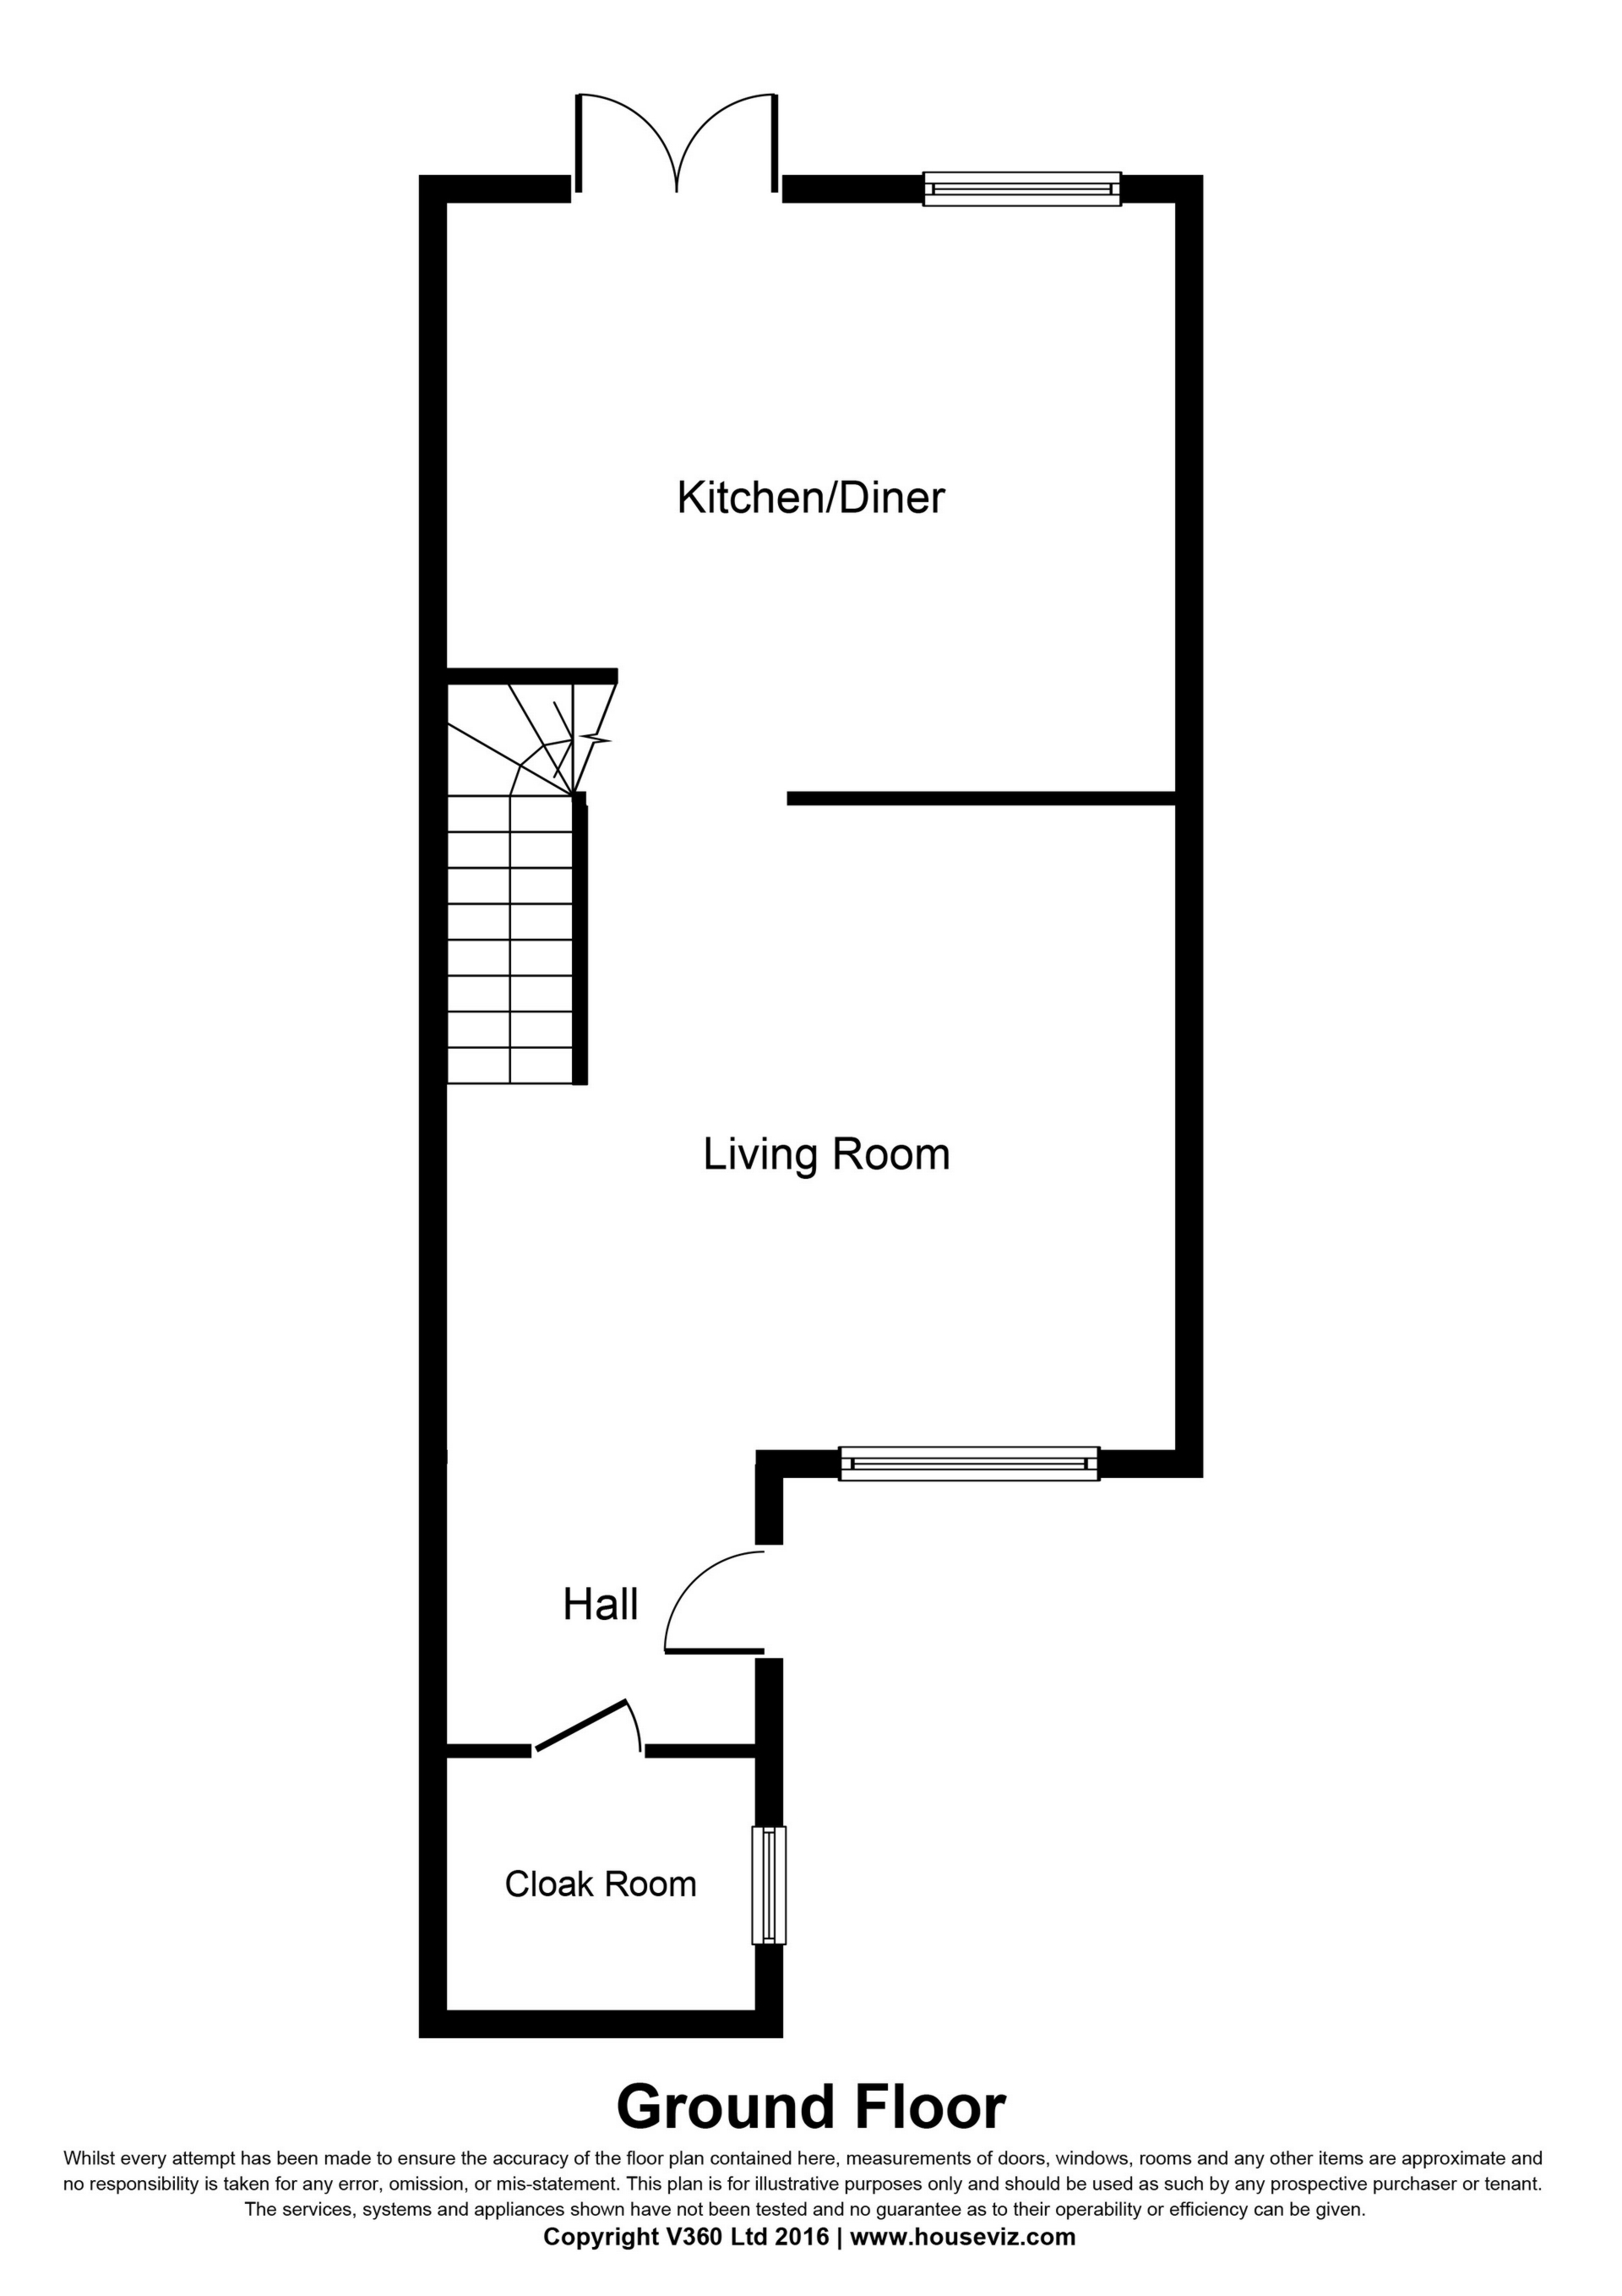 Kitchen/Diner
Living Room
Hall
Cloak Room
Ground Floor
Whilst every attempt has been made to ensure the accuracy of the floor plan contained here, measurements of doors, windows, rooms and any other items are approximate and
no responsibility is taken for any error, omission, or mis-statement. This plan is for illustrative purposes only and should be used as such by any prospective purchaser or tenant.
The services, systems and appliances shown have not been tested and no guarantee as to their operability or efficiency can be given.
Copyright V360 Ltd 2016 | www.houseviz.com